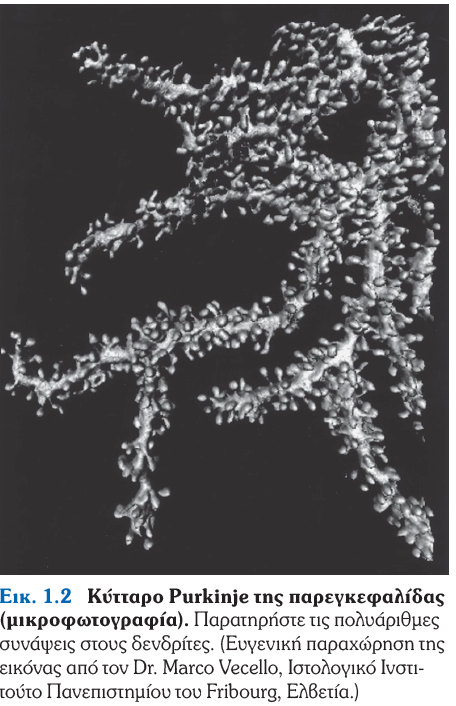 Εικ. 1.2 Κύτταρο Purkinje της παρεγκεφαλίδας
(μικροφωτογραφία). Παρατηρήστε τις πολυάριθμες
συνάψεις στους δενδρίτες. (Ευγενική παραχώρηση της
εικόνας από τον Dr. Marco Vecello, Ιστολογικό Ινστι-
τούτο Πανεπιστημίου του Fribourg, Ελβετία.)